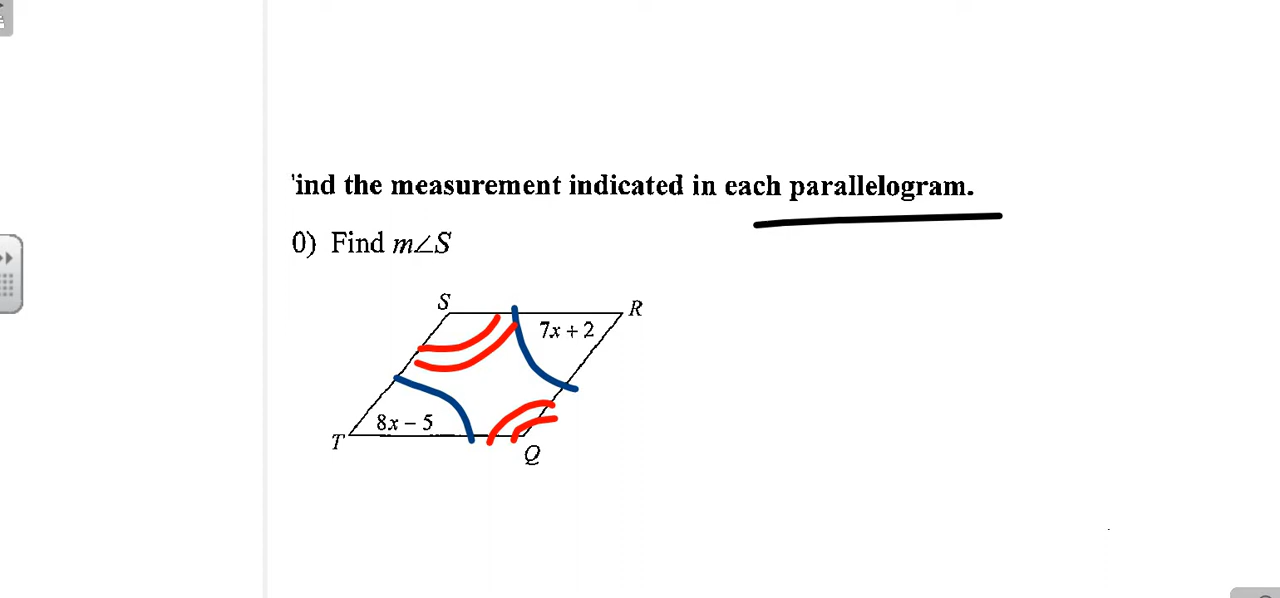 'ind the measurement indicated in each parallelogram.
0) Find m∠S
S
R
7x + 2
8x − 5
T
Q